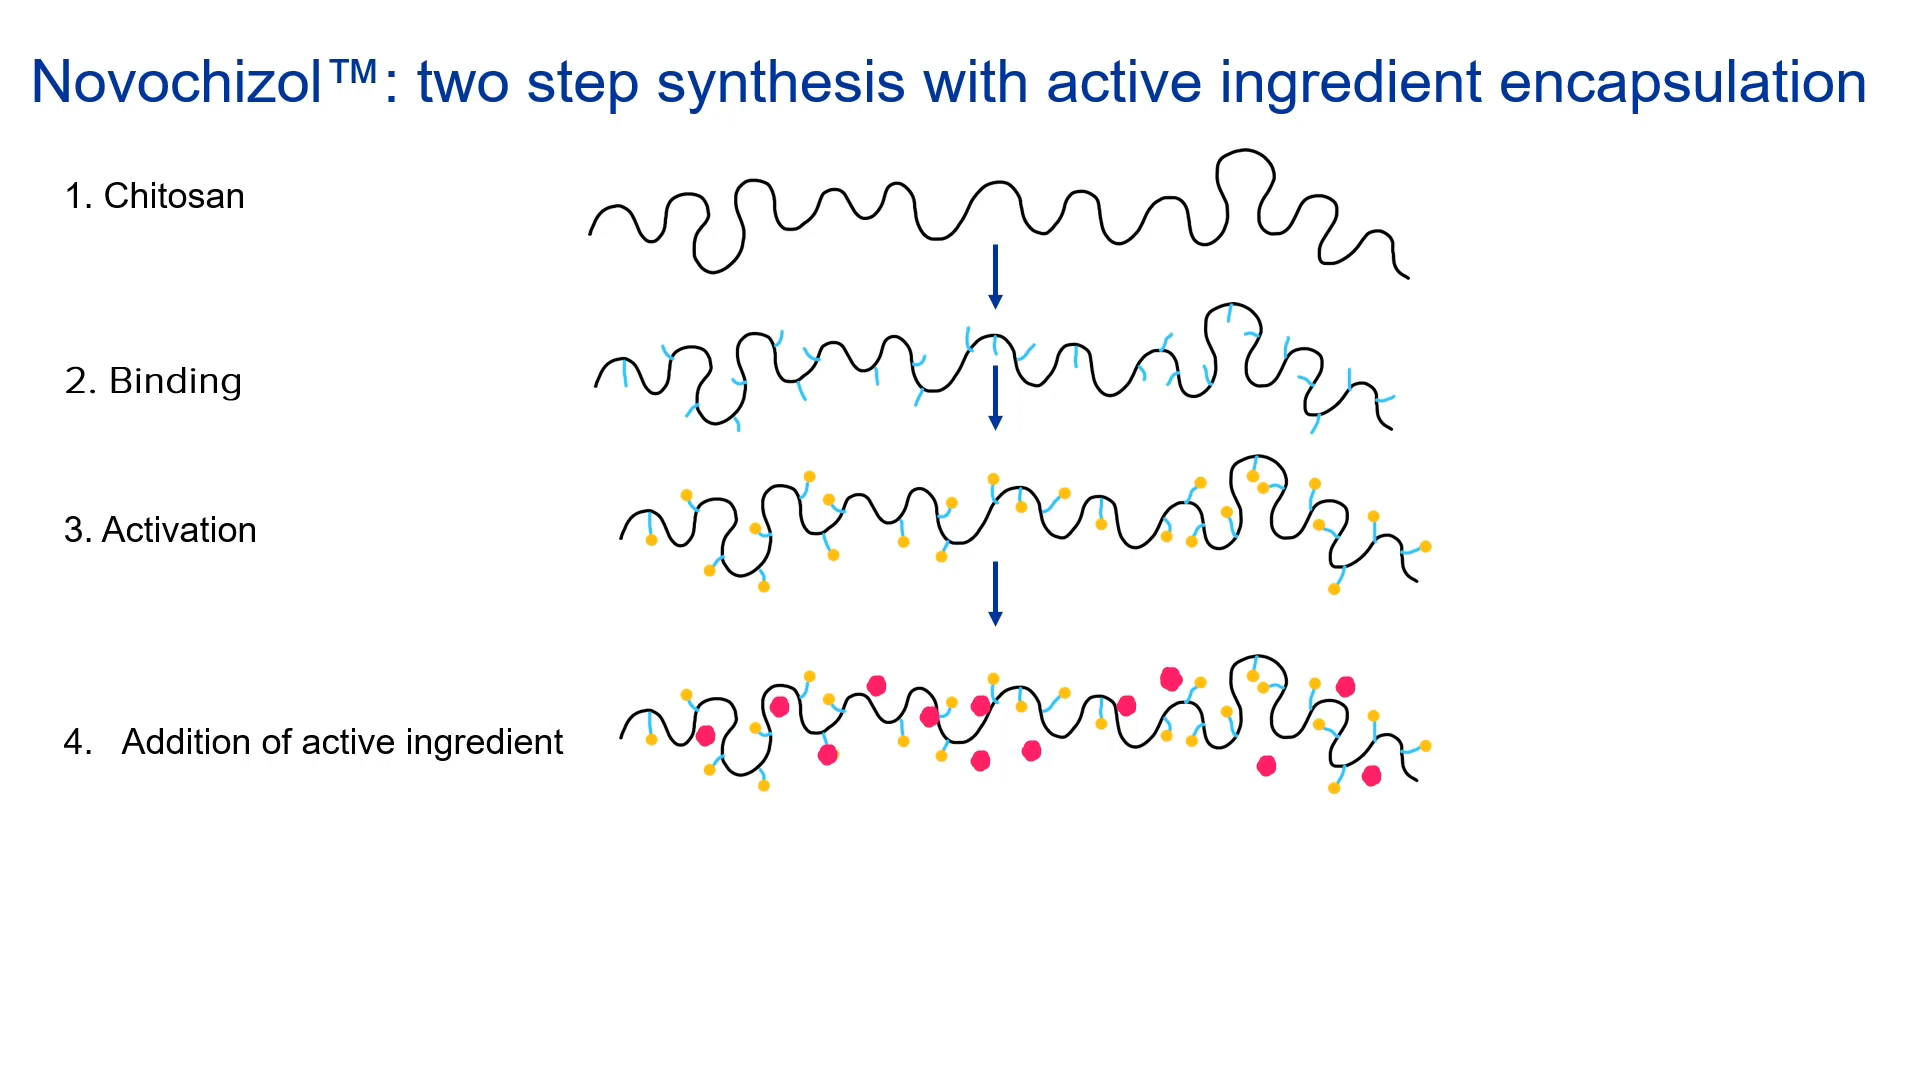 Novochizol™: two step synthesis with active ingredient encapsulation
1. Chitosan
2. Binding
3. Activation
4. Addition of active ingredient